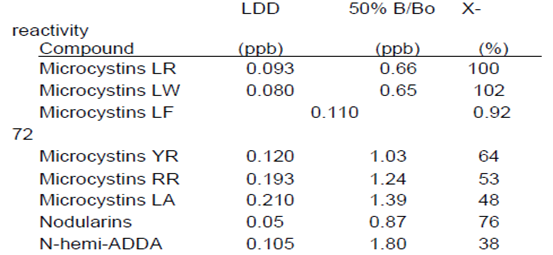 LDD 50% B/Bo X-
reactivity
Compound (ppb) (ppb) (%)
Microcystins LR 0.093 0.66 100
Microcystins LW 0.080 0.65 102
Microcystins LF 0.110 0.92
72
Microcystins YR 0.120 1.03 64
Microcystins RR 0.193 1.24 53
Microcystins LA 0.210 1.39 48
Nodularins 0.05 0.87 76
N-hemi-ADDA 0.105 1.80 38